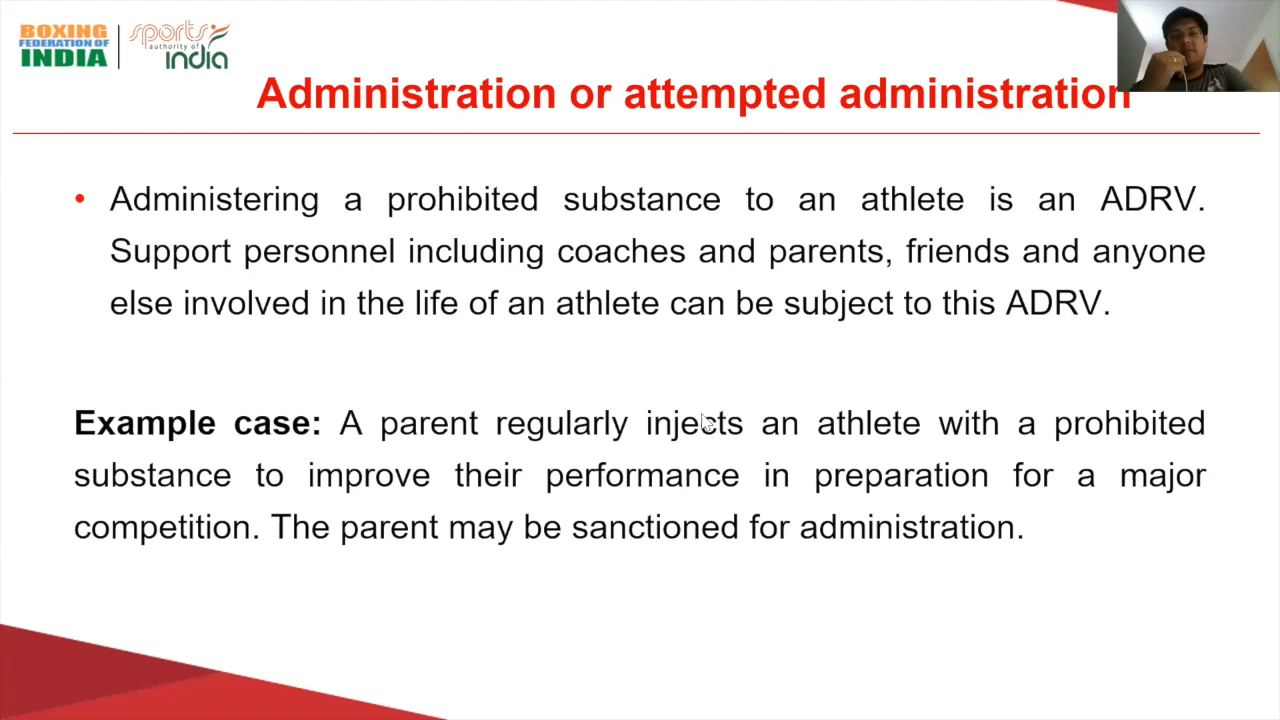 BOXING
FEDERATION OF
INDIA
sports
authority of
india
Administration or attempted administration
• Administering a prohibited substance to an athlete is an ADRV.
Support personnel including coaches and parents, friends and anyone
else involved in the life of an athlete can be subject to this ADRV.
Example case: A parent regularly injects an athlete with a prohibited
substance to improve their performance in preparation for a major
competition. The parent may be sanctioned for administration.